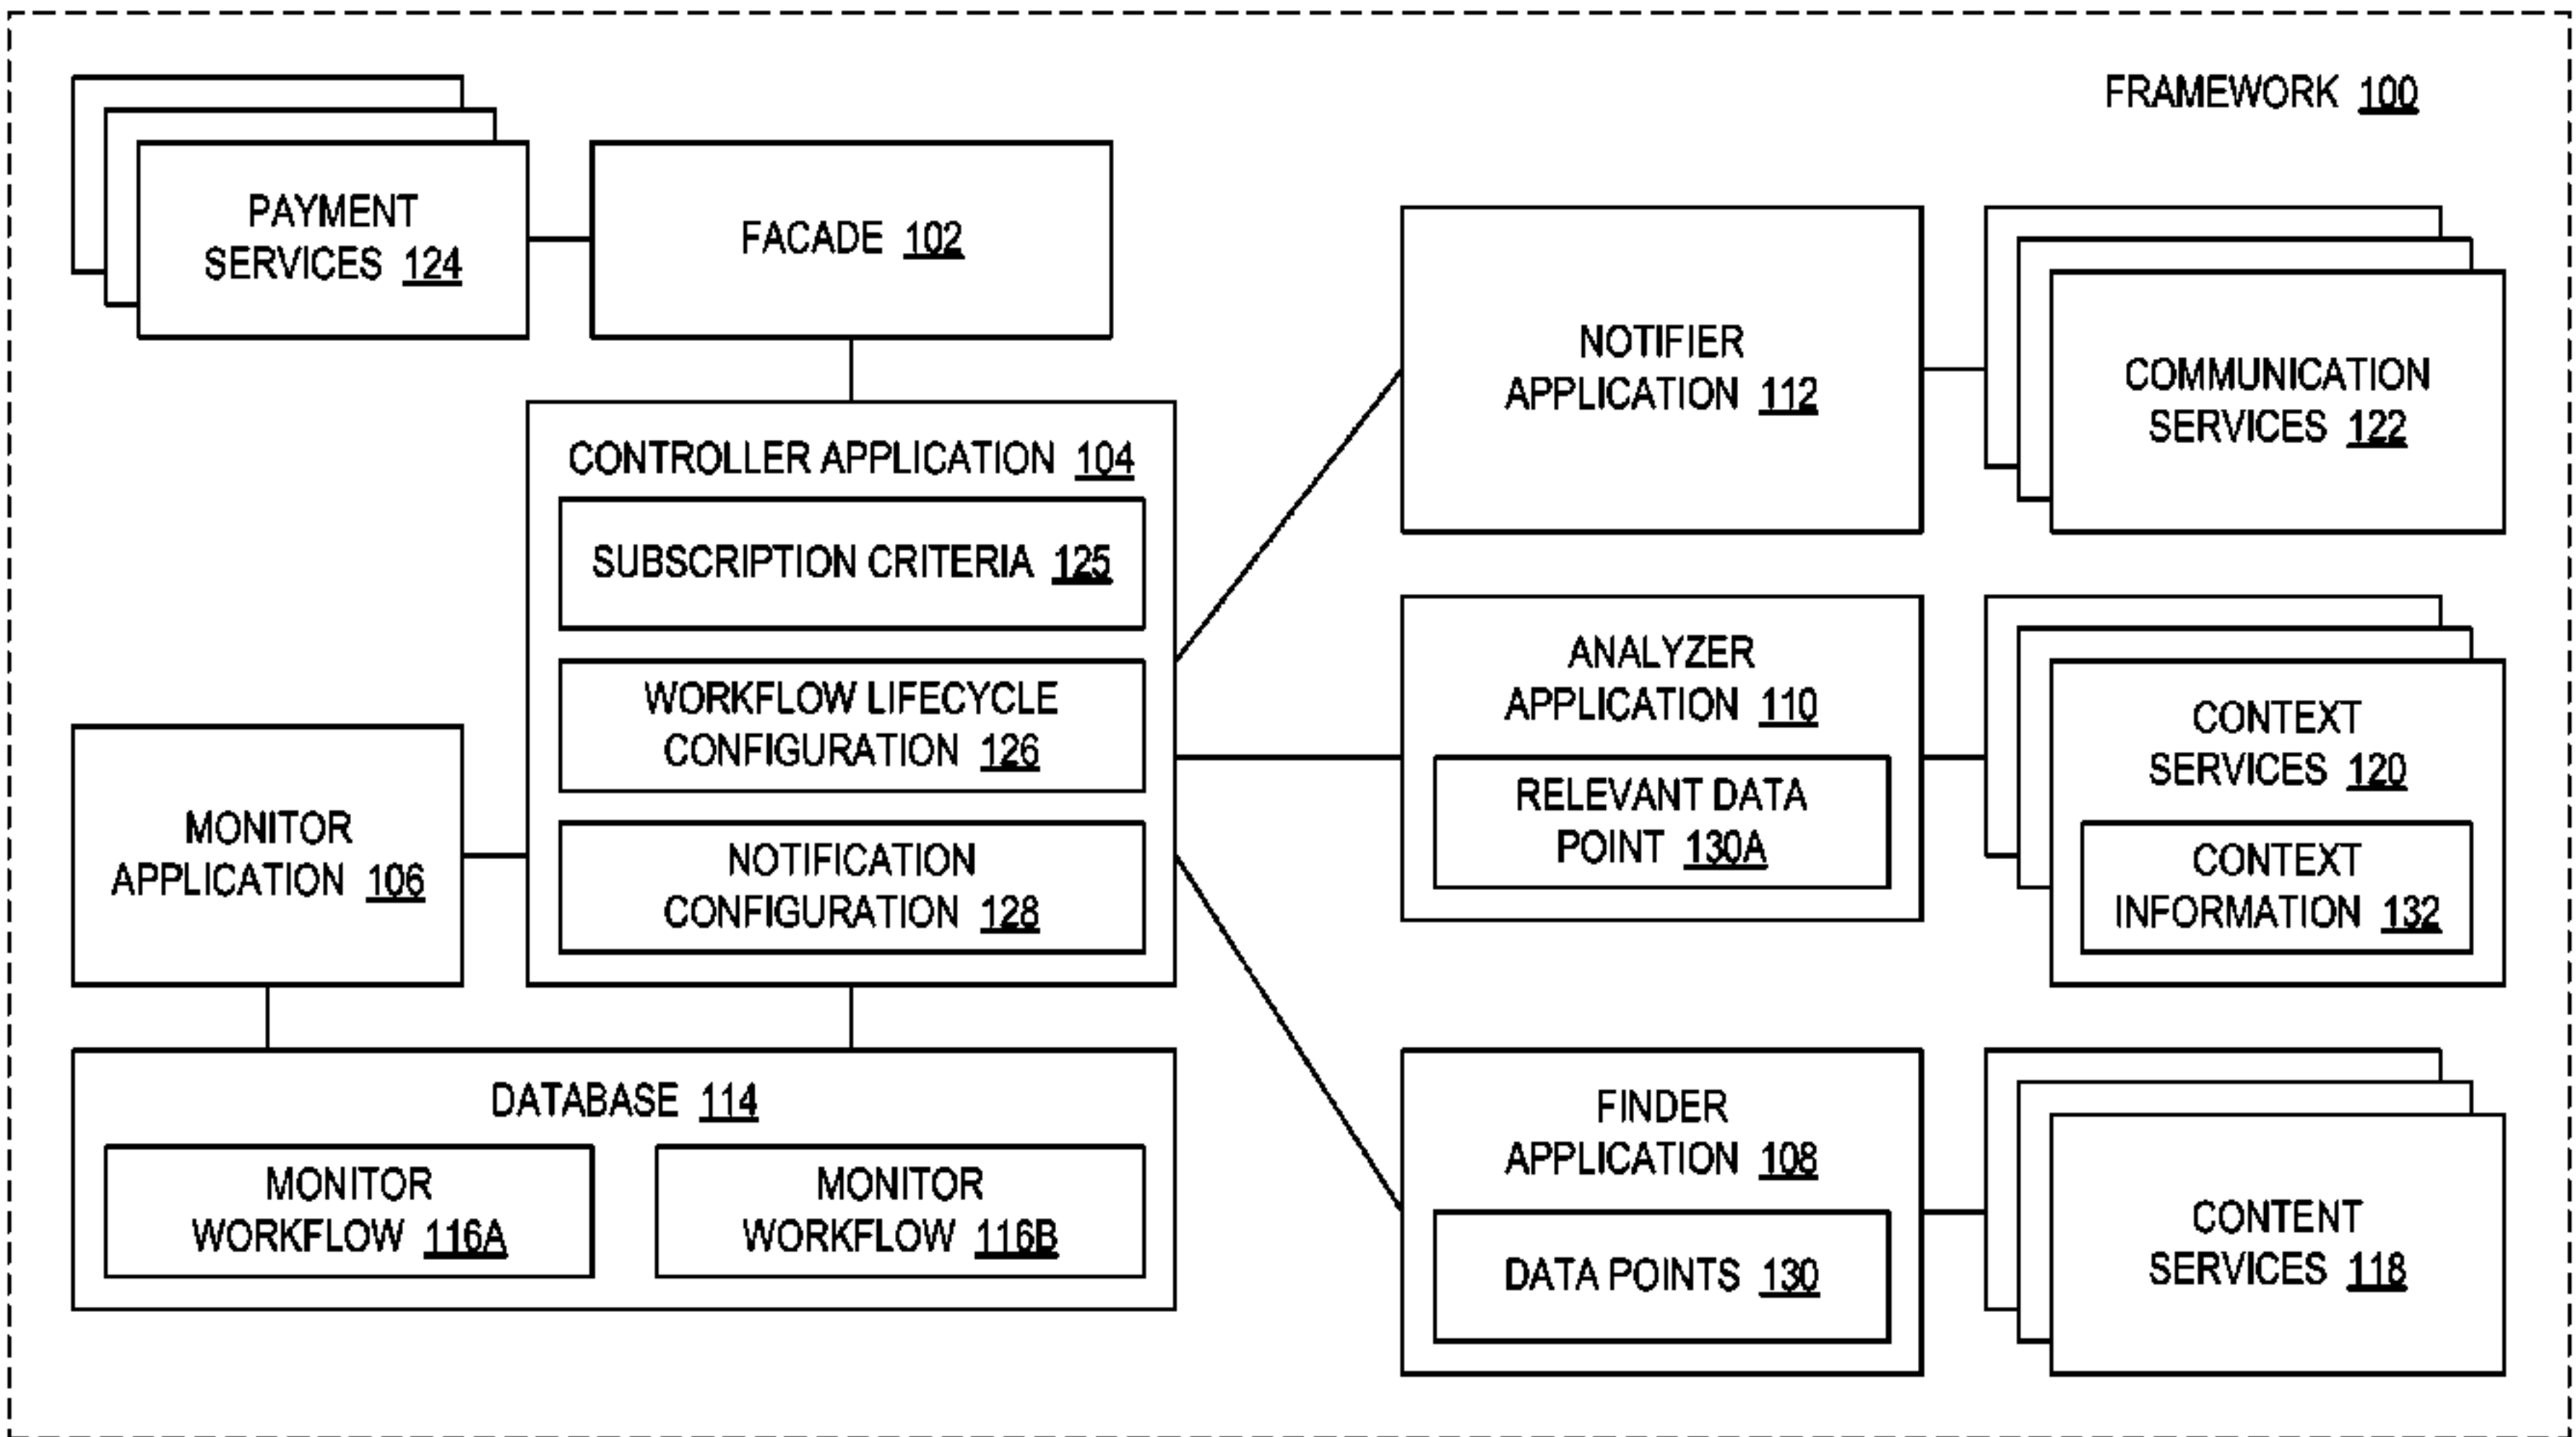 FRAMEWORK 100
PAYMENT
SERVICES 124
FACADE 102
NOTIFIER
APPLICATION 112
COMMUNICATION
SERVICES 122
CONTROLLER APPLICATION 104
SUBSCRIPTION CRITERIA 125
WORKFLOW LIFECYCLE
CONFIGURATION 126
NOTIFICATION
CONFIGURATION 128
ANALYZER
APPLICATION 110
RELEVANT DATA
POINT 130A
CONTEXT
SERVICES 120
CONTEXT
INFORMATION 132
MONITOR
APPLICATION 106
DATABASE 114
MONITOR
WORKFLOW 116A
MONITOR
WORKFLOW 116B
FINDER
APPLICATION 108
DATA POINTS 130
CONTENT
SERVICES 118